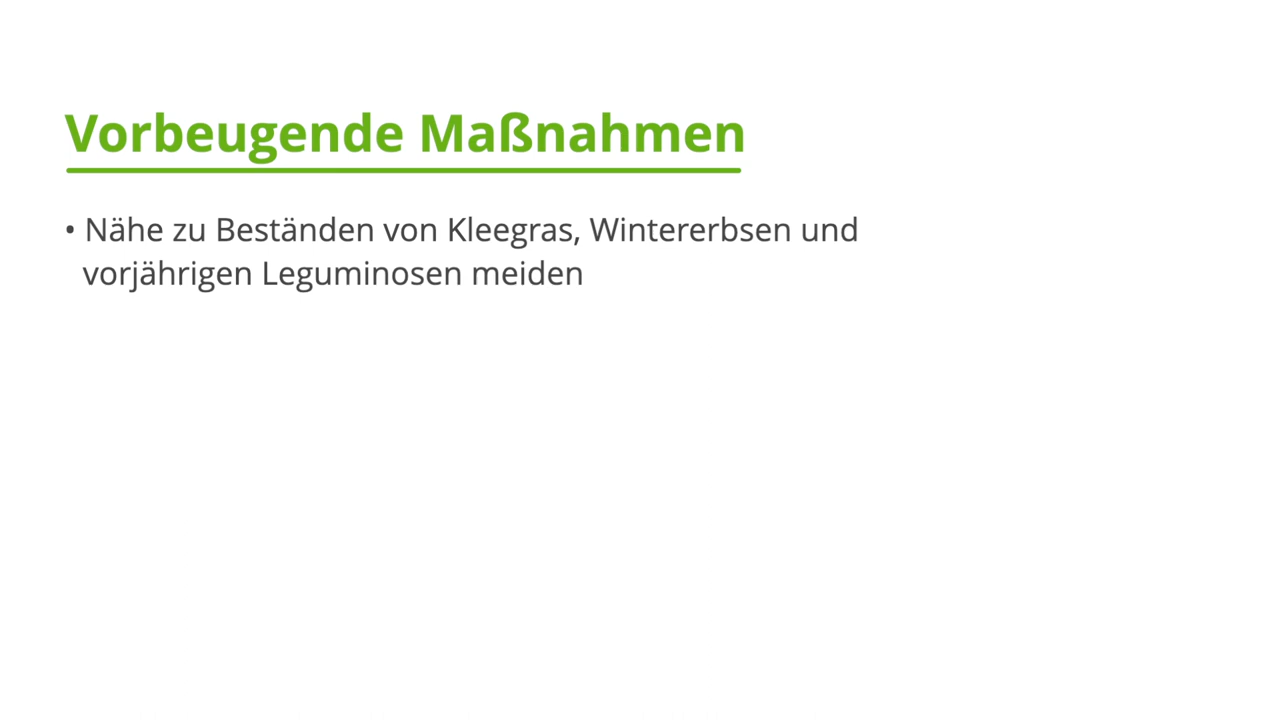 Vorbeugende Maßnahmen
• Nähe zu Beständen von Kleegras, Wintererbsen und
vorjährigen Leguminosen meiden